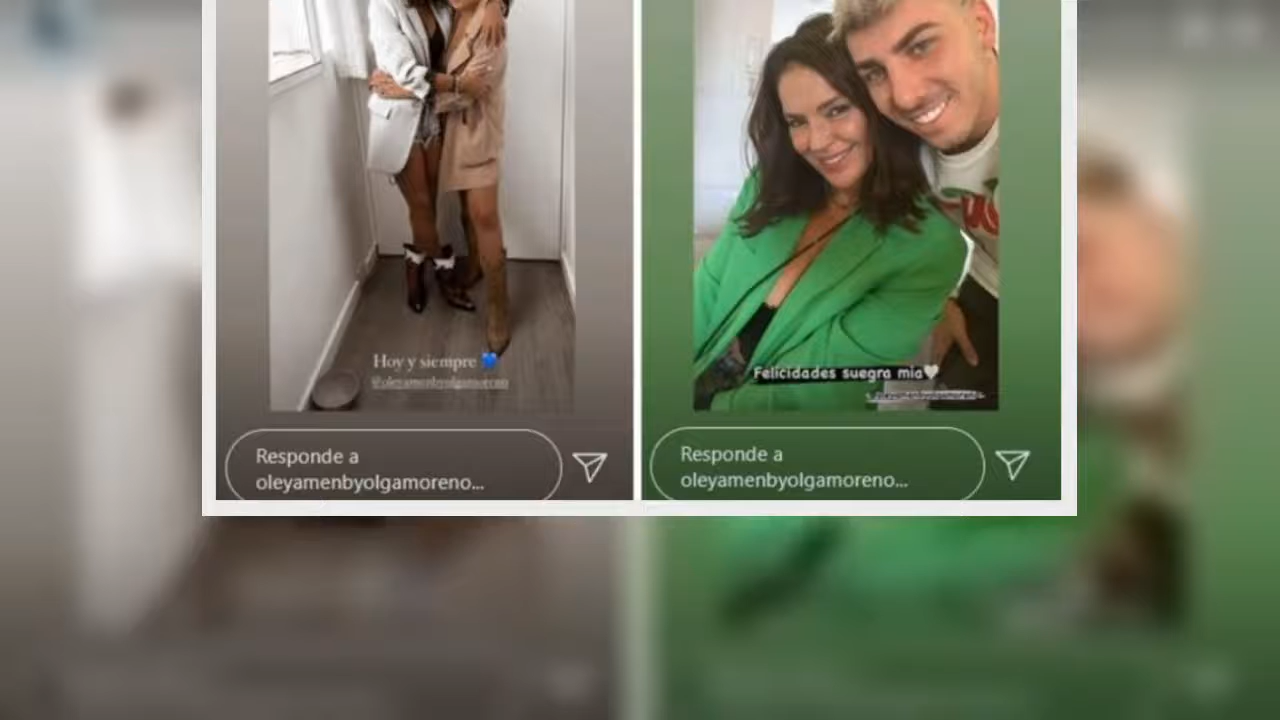 Hoy y siempre 💙
@oleyamenbyolgamoreno
Responde a
oleyamenbyolgamoreno...
Felicidades suegra mia🤍
Responde a
oleyamenbyolgamoreno...